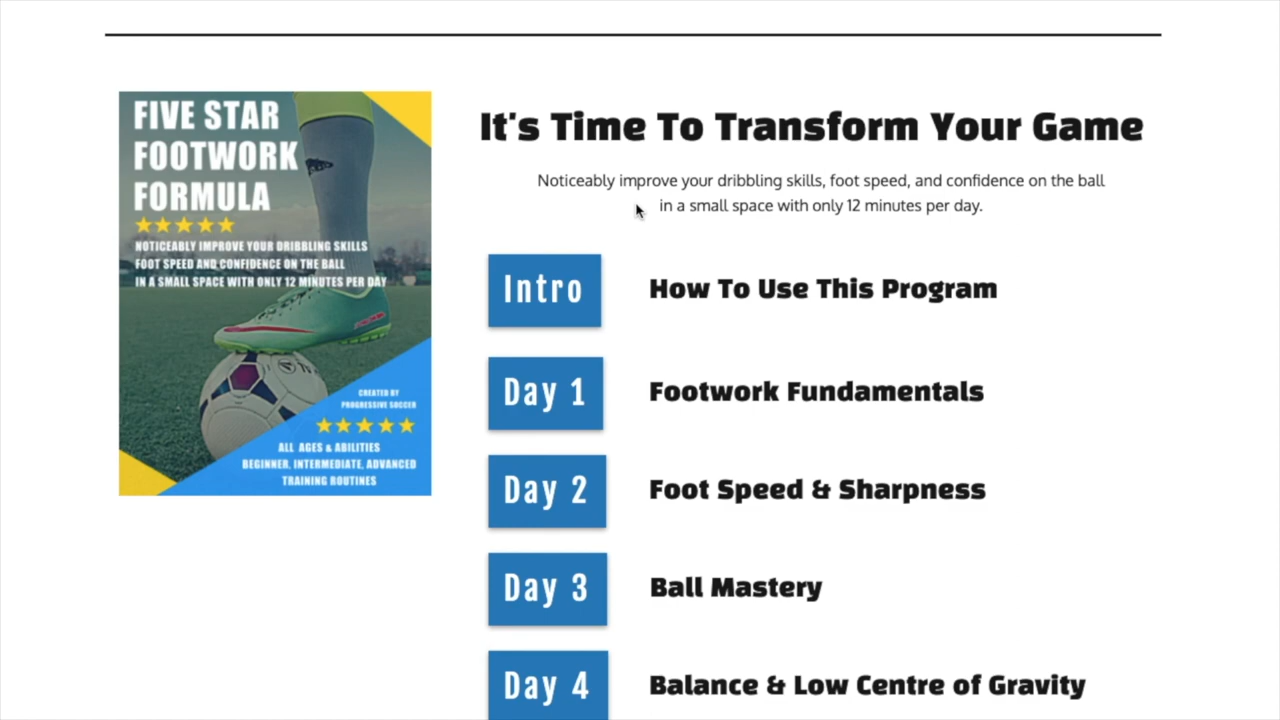 FIVE STAR
FOOTWORK
FORMULA
NOTICEABLY IMPROVE YOUR DRIBBLING SKILLS
FOOT SPEED AND CONFIDENCE ON THE BALL
IN A SMALL SPACE WITH ONLY 12 MINUTES PER DAY
CREATED BY
PROGRESSIVE SOCCER
ALL AGES & ABILITIES
BEGINNER, INTERMEDIATE, ADVANCED
TRAINING ROUTINES
It's Time To Transform Your Game
Noticeably improve your dribbling skills, foot speed, and confidence on the ball
in a small space with only 12 minutes per day.
Intro How To Use This Program
Day 1 Footwork Fundamentals
Day 2 Foot Speed & Sharpness
Day 3 Ball Mastery
Day 4 Balance & Low Centre of Gravity